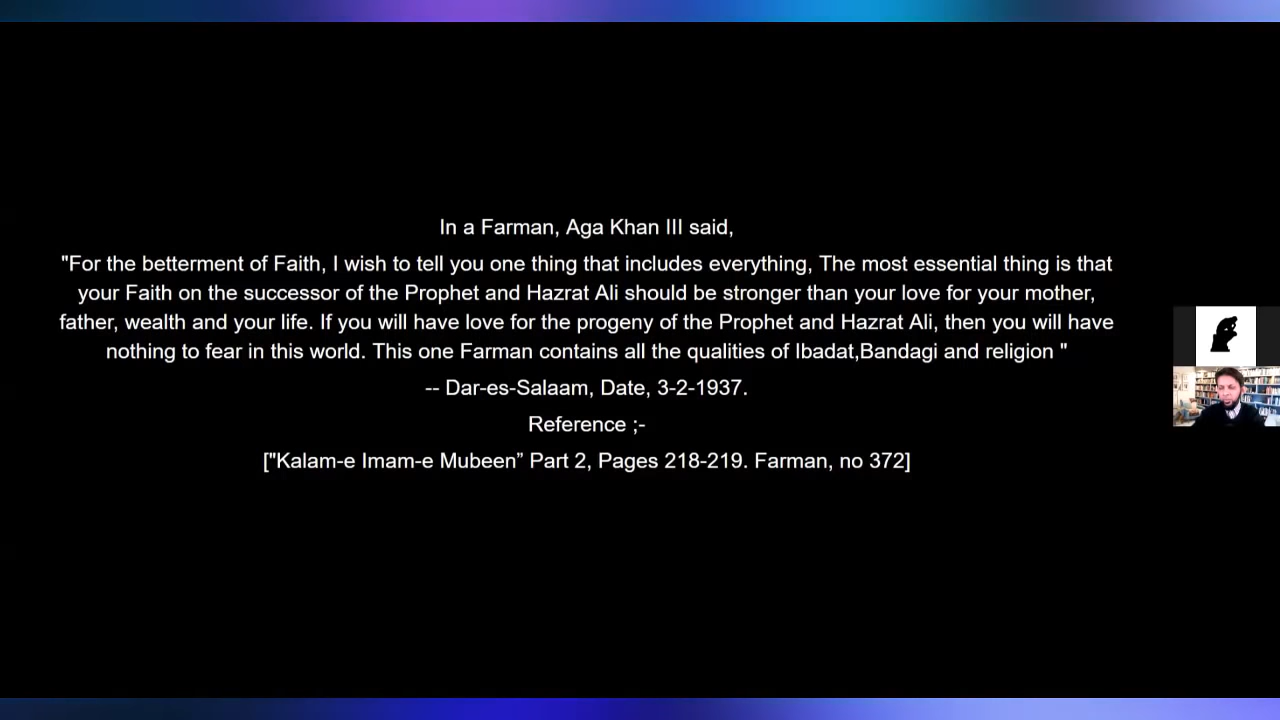 In a Farman, Aga Khan III said,
"For the betterment of Faith, I wish to tell you one thing that includes everything, The most essential thing is that
your Faith on the successor of the Prophet and Hazrat Ali should be stronger than your love for your mother,
father, wealth and your life. If you will have love for the progeny of the Prophet and Hazrat Ali, then you will have
nothing to fear in this world. This one Farman contains all the qualities of Ibadat,Bandagi and religion "
-- Dar-es-Salaam, Date, 3-2-1937.
Reference ;-
["Kalam-e Imam-e Mubeen” Part 2, Pages 218-219. Farman, no 372]